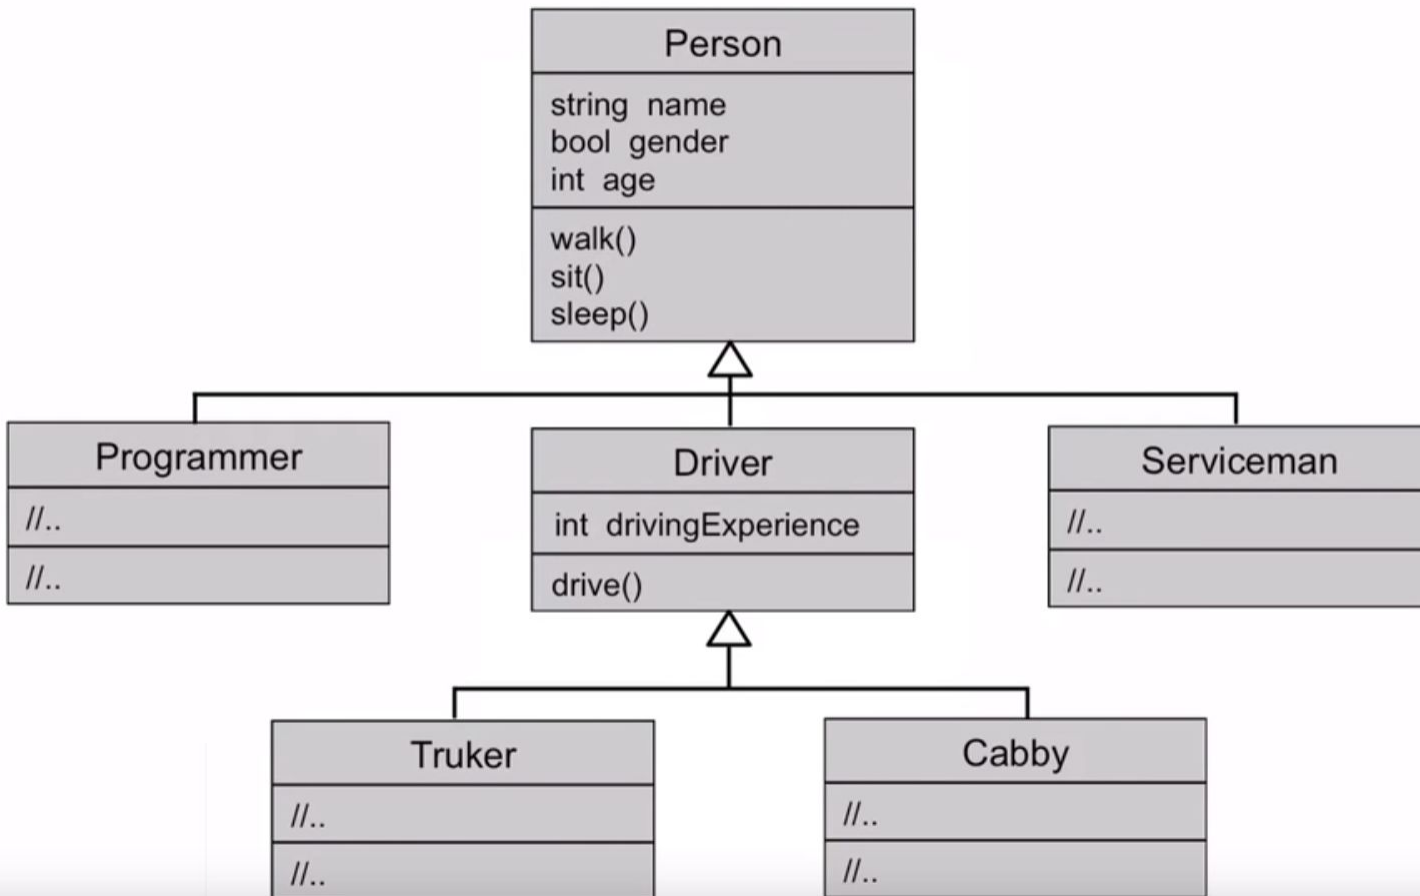 Person
string name
bool gender
int age
walk()
sit()
sleep()
Programmer
//..
//..
Driver
int drivingExperience
drive()
Serviceman
//..
//..
Truker
//..
//..
Cabby
//..
//..